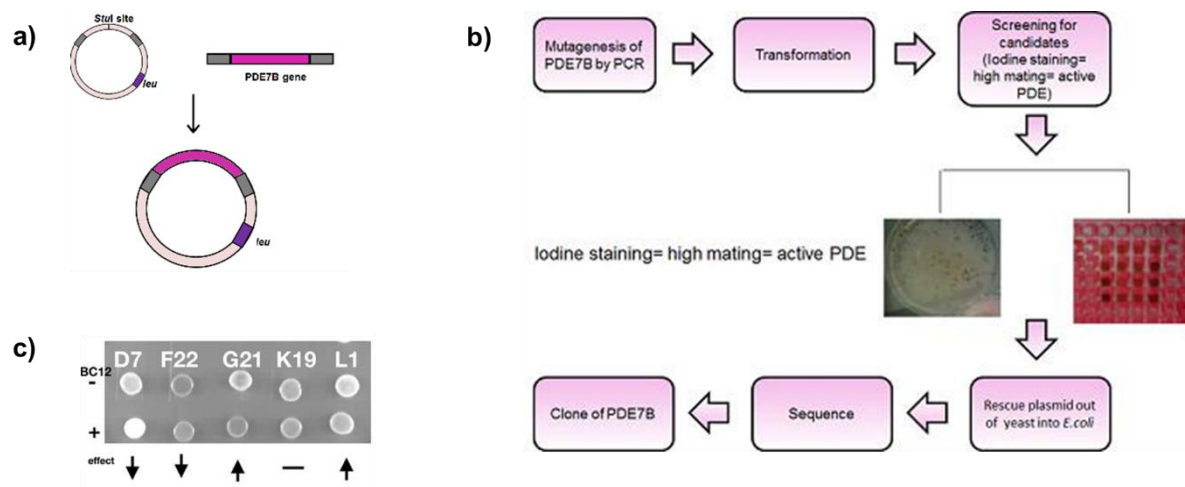 a)
StuI site
leu
PDE7B gene
leu
b)
Mutagenesis of
PDE7B by PCR
Transformation
Screening for
candidates
(Iodine staining=
high mating= active
PDE)
Iodine staining= high mating= active PDE
Rescue plasmid out
of yeast into E.coli
Sequence
Clone of PDE7B
c)
D7 F22 G21 K19 L1
BC12
-
+
effect